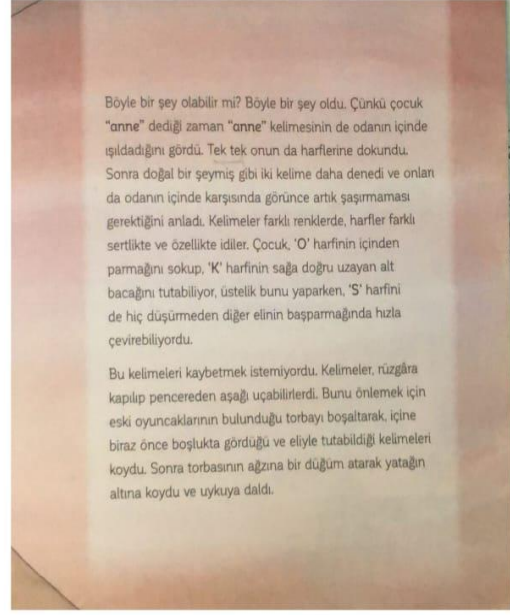 Böyle bir şey olabilir mi? Böyle bir şey oldu. Çünkü çocuk
"anne" dediği zaman "anne" kelimesinin de odanın içinde
ışıldadığını gördü. Tek tek onun da harflerine dokundu.
Sonra doğal bir şeymiş gibi iki kelime daha denedi ve onları
da odanın içinde karşısında görünce artık şaşırmaması
gerektiğini anladı. Kelimeler farklı renklerde, harfler farklı
sertlikte ve özellikte idiler. Çocuk, 'O' harfinin içinden
parmağını sokup, 'K' harfinin sağa doğru uzayan alt
bacağını tutabiliyor, üstelik bunu yaparken, 'S' harfini
de hiç düşürmeden diğer elinin başparmağında hızla
çevirebiliyordu.
Bu kelimeleri kaybetmek istemiyordu. Kelimeler, rüzgâra
kapılıp pencereden aşağı uçabilirlerdi. Bunu önlemek için
eski oyuncaklarının bulunduğu torbayı boşaltarak, içine
biraz önce boşlukta gördüğü ve eliyle tutabildiği kelimeleri
koydu. Sonra torbasının ağzına bir düğüm atarak yatağın
altına koydu ve uykuya daldı.